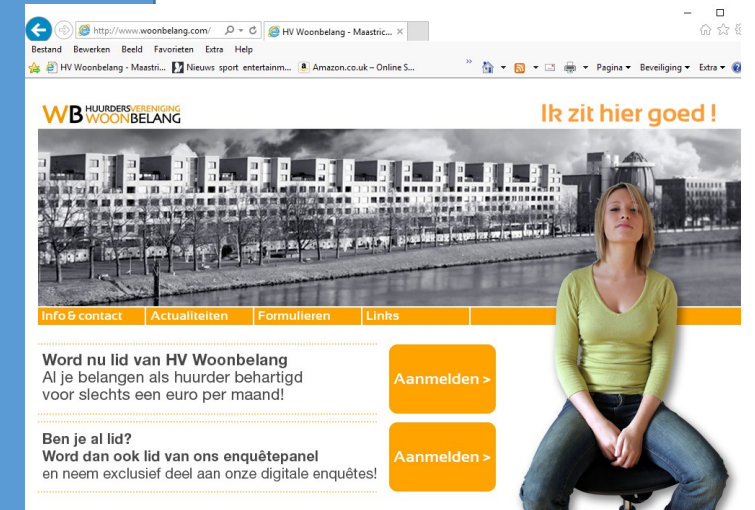 http://www.woonbelang.com/
HV Woonbelang - Maastric...
Bestand Bewerken Beeld Favorieten Extra Help
HV Woonbelang - Maastri... Nieuws sport entertainm... Amazon.co.uk – Online S... » Pagina Beveiliging Extra
WB HUURDERSVERENIGING
WOONBELANG
Ik zit hier goed !
Info & contact Actualiteiten Formulieren Links
Word nu lid van HV Woonbelang
Al je belangen als huurder behartigd
voor slechts een euro per maand!
Aanmelden >
Ben je al lid?
Word dan ook lid van ons enquêtepanel
en neem exclusief deel aan onze digitale enquêtes!
Aanmelden >